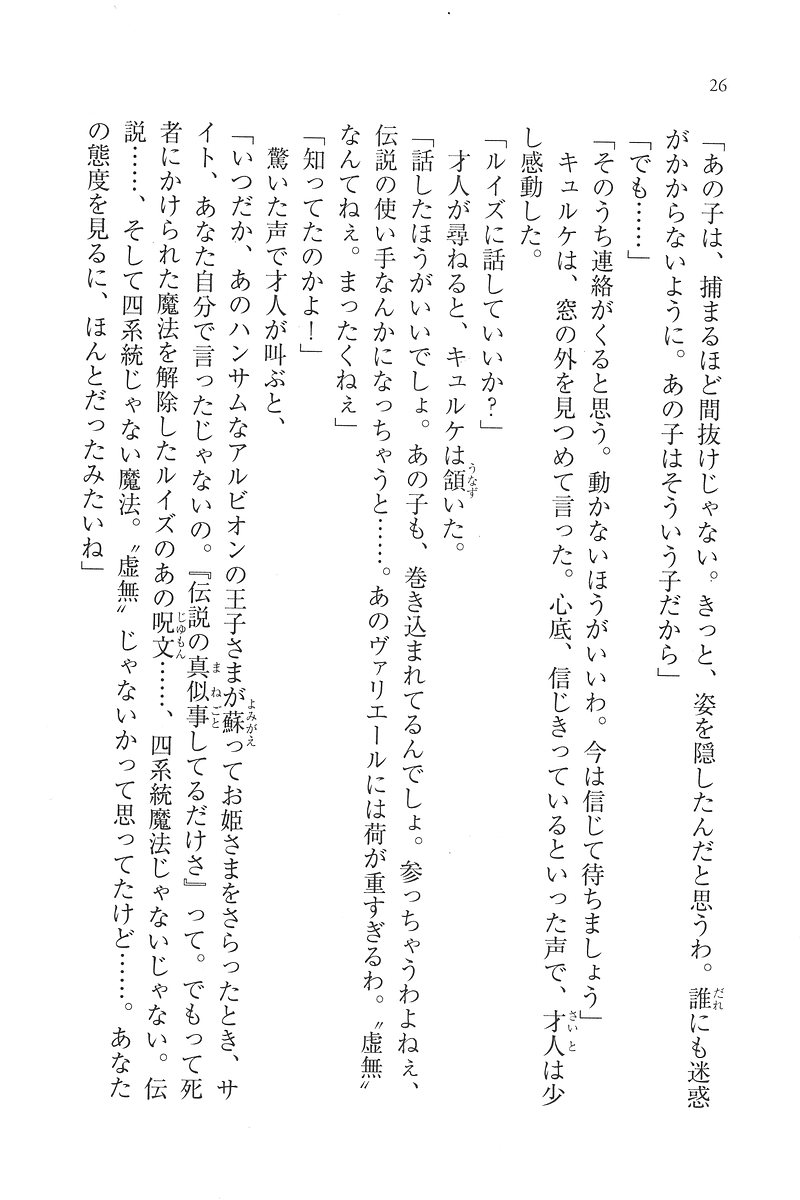 26
「あの子は、捕まるほど間抜けじゃない。きっと、姿を隠したんだと思うわ。誰にも迷惑
がかからないように。あの子はそういう子だから」
「でも……」
「そのうち連絡がくると思う。動かないほうがいいわ。今は信じて待ちましょう」
　キュルケは、窓の外を見つめて言った。心底、信じきっているといった声で、才人は少
し感動した。
「ルイズに話していいか？」
　才人が尋ねると、キュルケは頷いた。
「話したほうがいいでしょ。あの子も、巻き込まれてるんでしょ。参っちゃうわよねぇ、
伝説の使い手なんかになっちゃうと……。あのヴァリエールには荷が重すぎるわ。〝虚無〟
なんてねぇ。まったくねぇ」
「知ってたのかよ！」
　驚いた声で才人が叫ぶと、
「いつだか、あのハンサムなアルビオンの王子さまが蘇ってお姫さまをさらったとき、サ
イト、あなた自分で言ったじゃないの。『伝説の真似事してるだけさ』って。でもって死
者にかけられた魔法を解除したルイズのあの呪文……、四系統魔法じゃないじゃない。伝
説……、そして四系統じゃない魔法。〝虚無〟じゃないかって思ってたけど……。あなた
の態度を見るに、ほんとだったみたいね」